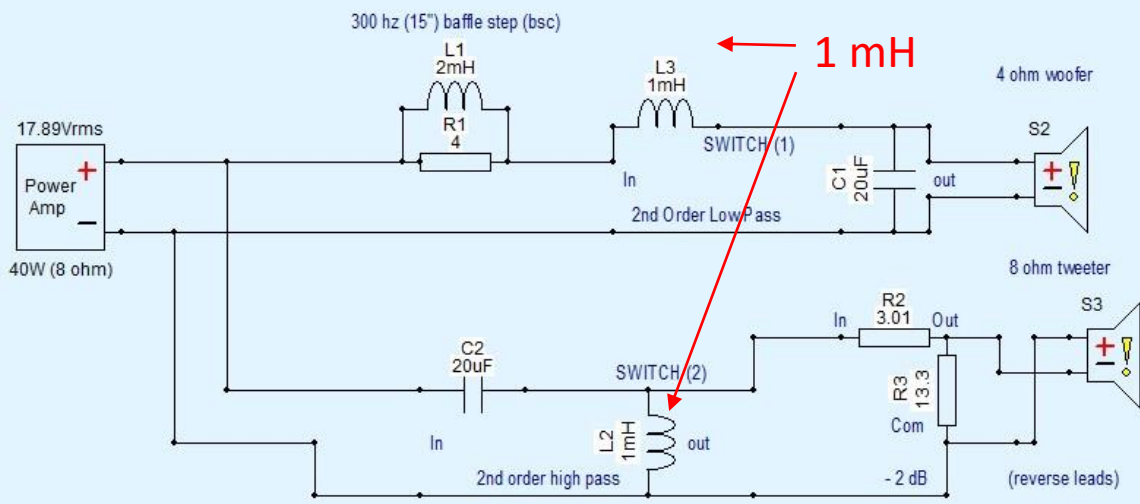 300 hz (15") baffle step (bsc)
1 mH
L1
2mH
L3
1mH
4 ohm woofer
17.89Vrms
R1
4
S2
SWITCH (1)
+
Power
Amp
−
In
C1
20uF
out
+
−
2nd Order Low Pass
40W (8 ohm)
8 ohm tweeter
R2
3.01
In
Out
S3
C2
20uF
SWITCH (2)
+
−
R3
13.3
Com
In
L2
1mH
out
2nd order high pass
- 2 dB
(reverse leads)